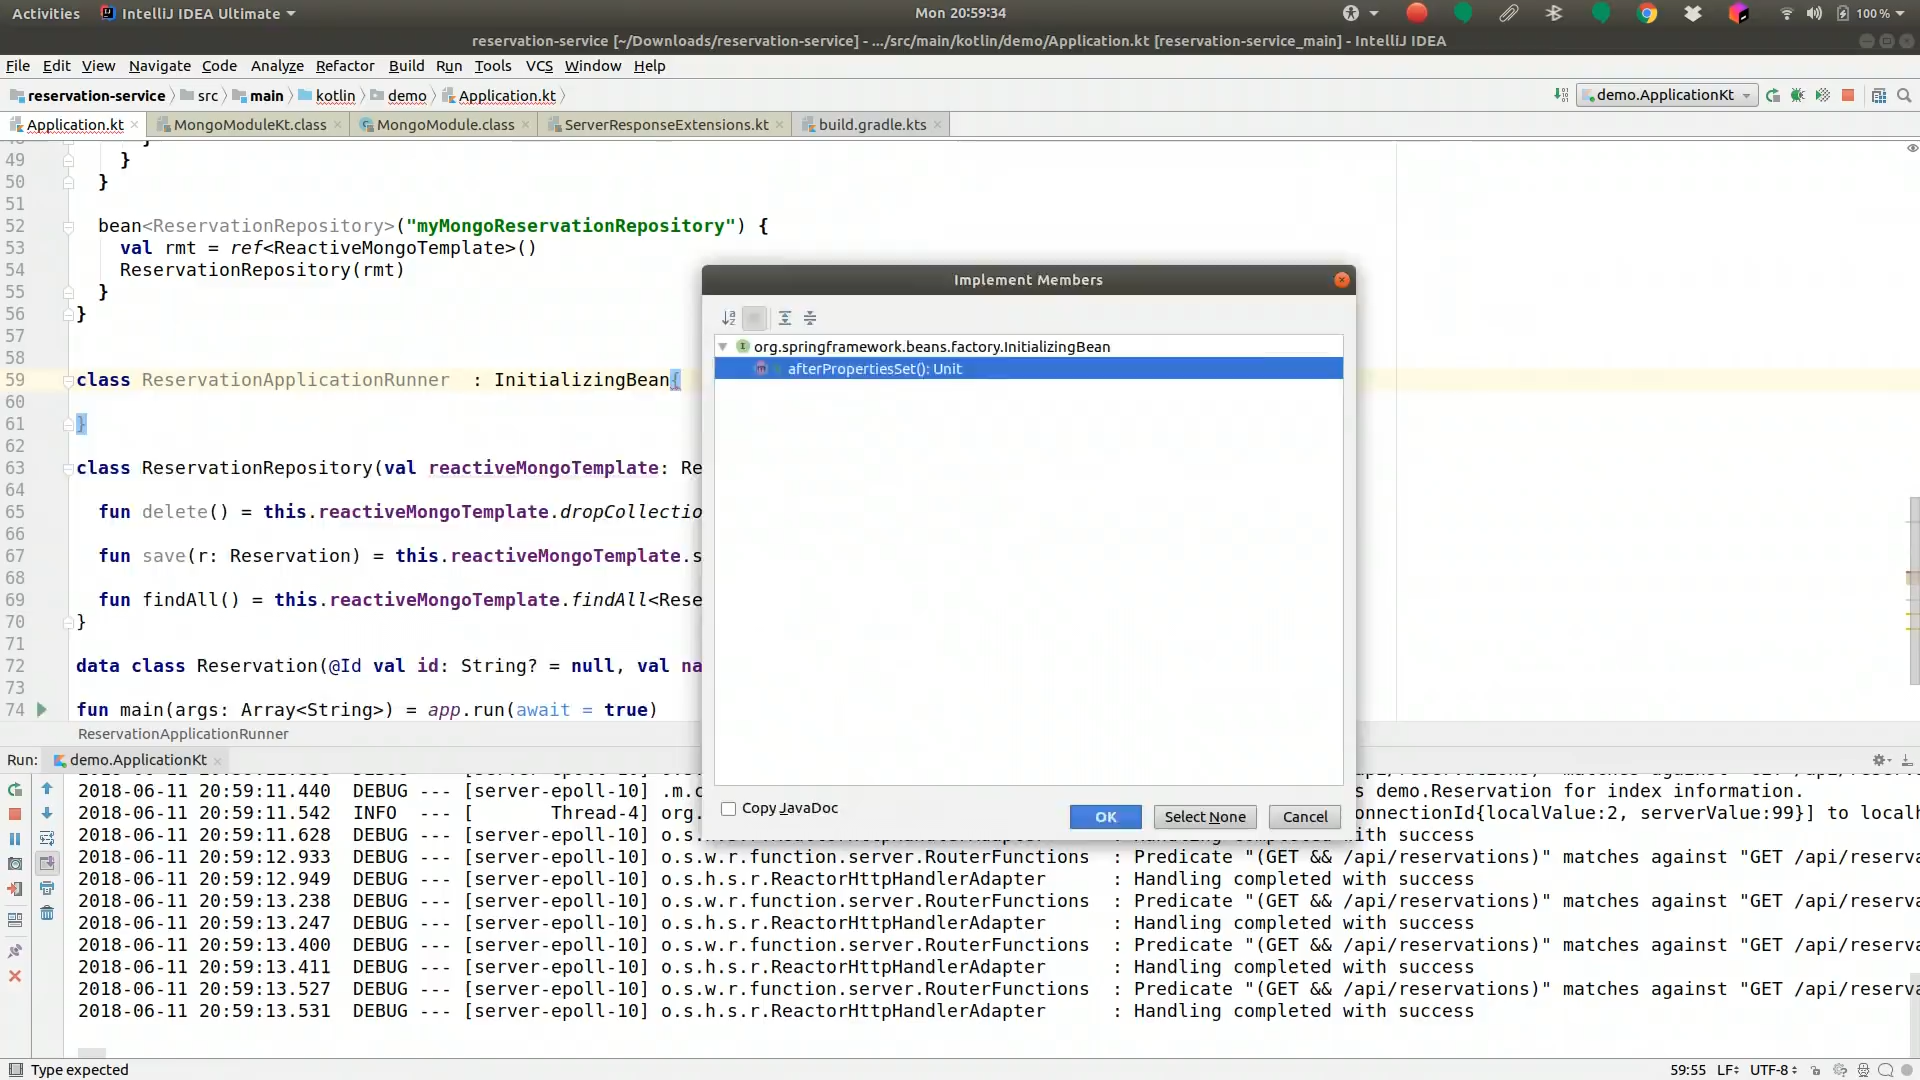 Activities IntelliJ IDEA Ultimate Mon 20:59:34 100 %
reservation-service [~/Downloads/reservation-service] - .../src/main/kotlin/demo/Application.kt [reservation-service_main] - IntelliJ IDEA
File Edit View Navigate Code Analyze Refactor Build Run Tools VCS Window Help
reservation-service src main kotlin demo Application.kt demo.ApplicationKt
Application.kt MongoModuleKt.class MongoModule.class ServerResponseExtensions.kt build.gradle.kts
49 }
50 }
51
52 bean<ReservationRepository>("myMongoReservationRepository") {
53 val rmt = ref<ReactiveMongoTemplate>()
54 ReservationRepository(rmt)
55 }
56 }
57
58
59 class ReservationApplicationRunner : InitializingBean{
60
61 }
62
63 class ReservationRepository(val reactiveMongoTemplate: Re
64
65 fun delete() = this.reactiveMongoTemplate.dropCollectio
66
67 fun save(r: Reservation) = this.reactiveMongoTemplate.s
68
69 fun findAll() = this.reactiveMongoTemplate.findAll<Rese
70 }
71
72 data class Reservation(@Id val id: String? = null, val na
73
74 fun main(args: Array<String>) = app.run(await = true)
ReservationApplicationRunner
Implement Members
org.springframework.beans.factory.InitializingBean
afterPropertiesSet(): Unit
Copy JavaDoc
OK Select None Cancel
Run: demo.ApplicationKt
2018-06-11 20:59:11.440 DEBUG --- [server-epoll-10] .m.c s demo.Reservation for index information.
2018-06-11 20:59:11.542 INFO --- [ Thread-4] org. onnectionId{localValue:2, serverValue:99}] to localh
2018-06-11 20:59:11.628 DEBUG --- [server-epoll-10] o.s. success
2018-06-11 20:59:12.933 DEBUG --- [server-epoll-10] o.s.w.r.function.server.RouterFunctions : Predicate "(GET && /api/reservations)" matches against "GET /api/reserva
2018-06-11 20:59:12.949 DEBUG --- [server-epoll-10] o.s.h.s.r.ReactorHttpHandlerAdapter : Handling completed with success
2018-06-11 20:59:13.238 DEBUG --- [server-epoll-10] o.s.w.r.function.server.RouterFunctions : Predicate "(GET && /api/reservations)" matches against "GET /api/reserva
2018-06-11 20:59:13.247 DEBUG --- [server-epoll-10] o.s.h.s.r.ReactorHttpHandlerAdapter : Handling completed with success
2018-06-11 20:59:13.400 DEBUG --- [server-epoll-10] o.s.w.r.function.server.RouterFunctions : Predicate "(GET && /api/reservations)" matches against "GET /api/reserva
2018-06-11 20:59:13.411 DEBUG --- [server-epoll-10] o.s.h.s.r.ReactorHttpHandlerAdapter : Handling completed with success
2018-06-11 20:59:13.527 DEBUG --- [server-epoll-10] o.s.w.r.function.server.RouterFunctions : Predicate "(GET && /api/reservations)" matches against "GET /api/reserva
2018-06-11 20:59:13.531 DEBUG --- [server-epoll-10] o.s.h.s.r.ReactorHttpHandlerAdapter : Handling completed with success
Type expected 59:55 LF UTF-8